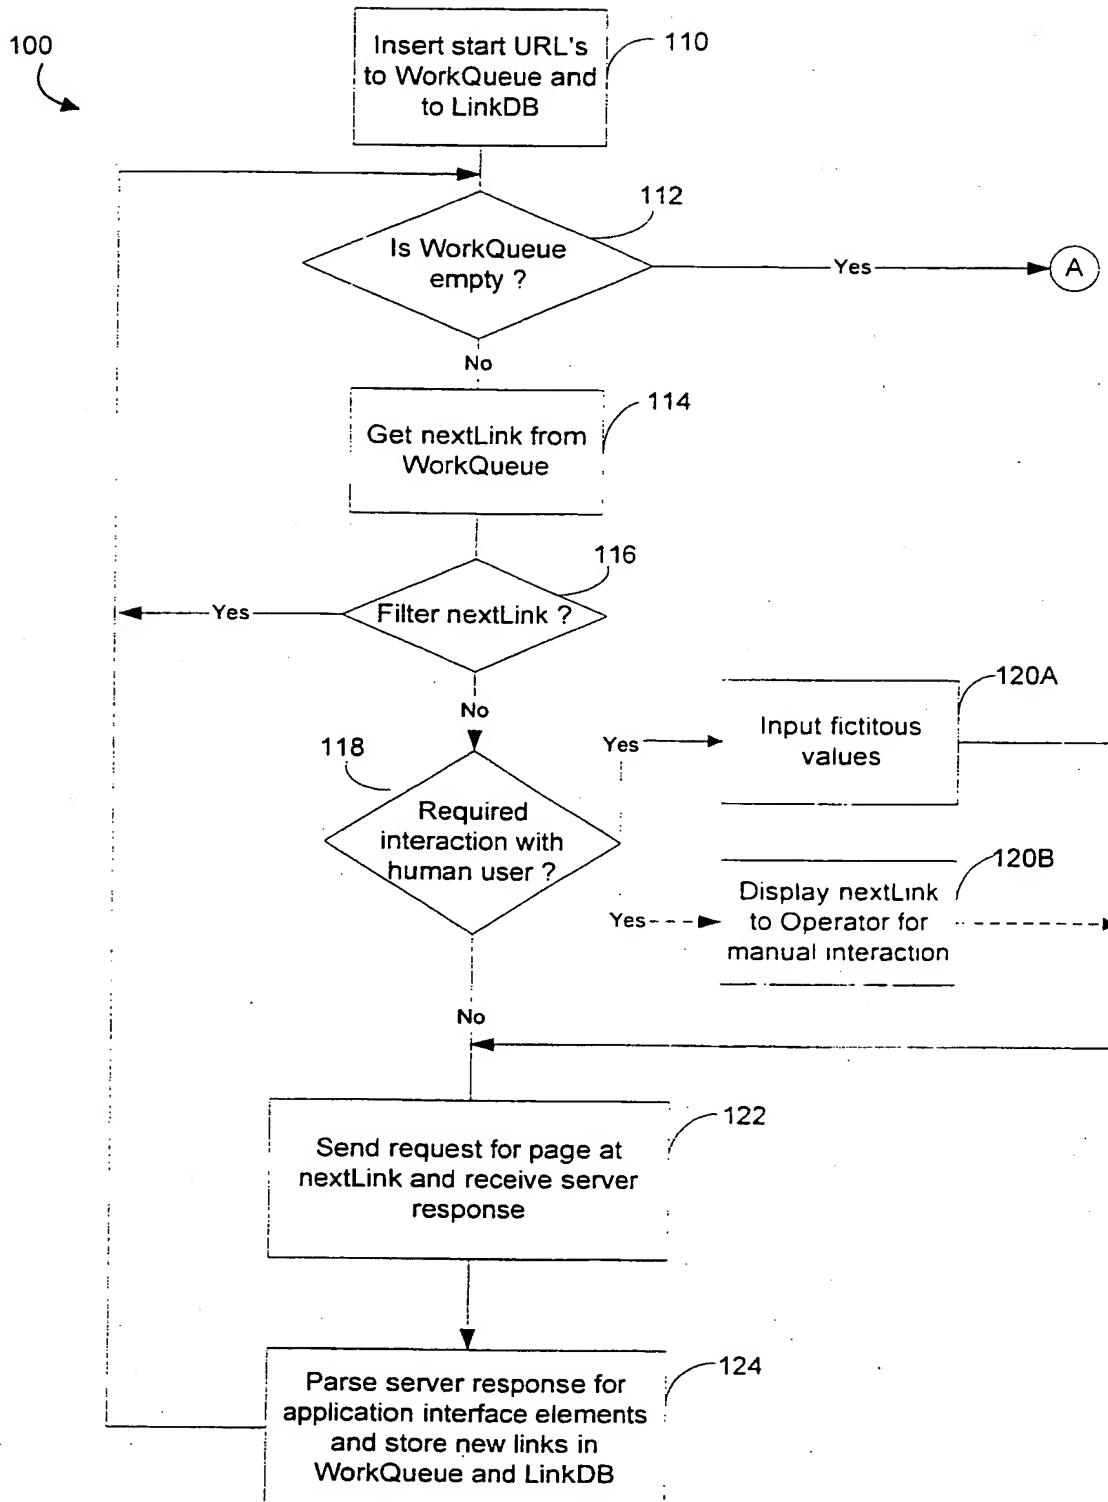 100
Insert start URL's
to WorkQueue and
to LinkDB
110
Is WorkQueue
empty ?
112
Yes
A
No
Get nextLink from
WorkQueue
114
Filter nextLink ?
116
Yes
No
118
Required
interaction with
human user ?
Yes
Input fictitous
values
120A
Yes
Display nextLink
to Operator for
manual interaction
120B
No
Send request for page at
nextLink and receive server
response
122
Parse server response for
application interface elements
and store new links in
WorkQueue and LinkDB
124